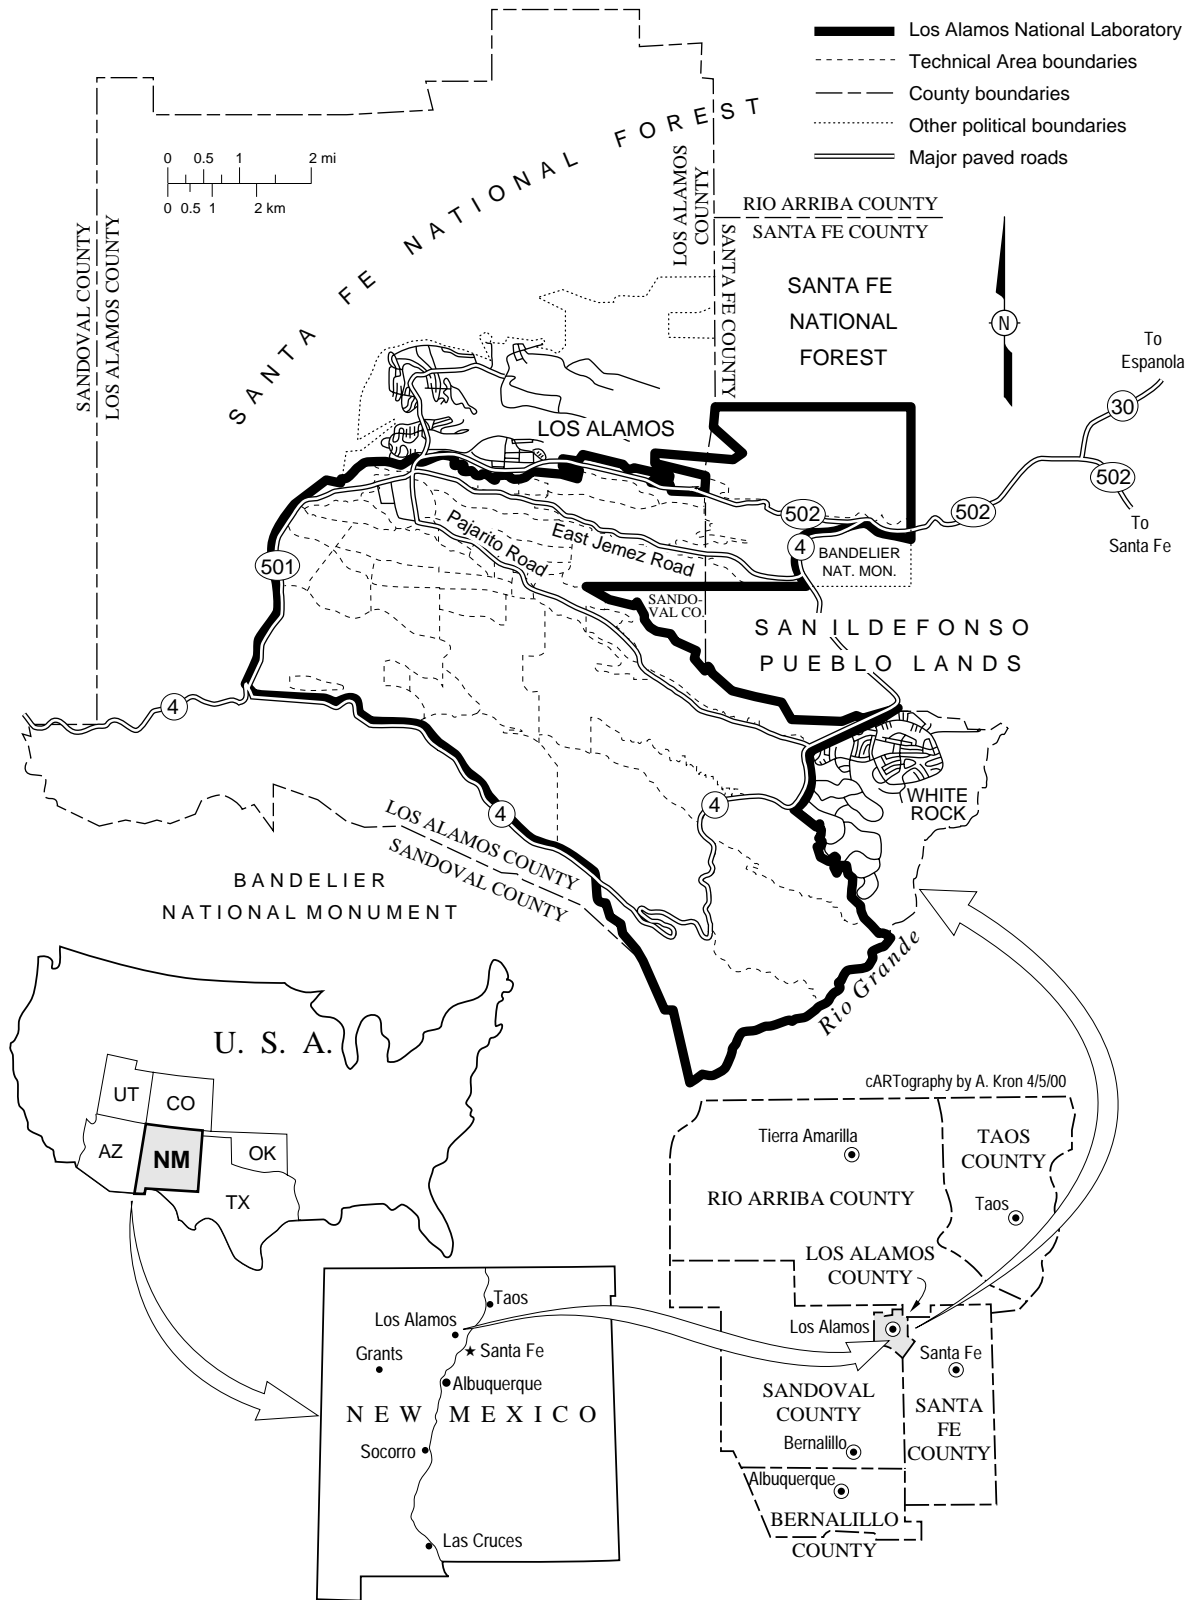 Los Alamos National Laboratory
Technical Area boundaries
County boundaries
Other political boundaries
Major paved roads
0 0.5 1 2 mi
0 0.5 1 2 km
SANTA FE NATIONAL FOREST
SANDOVAL COUNTY
LOS ALAMOS COUNTY
LOS ALAMOS
COUNTY
RIO ARRIBA COUNTY
SANTA FE COUNTY
SANTA FE COUNTY
SANTA FE
NATIONAL
FOREST
N
To
Espanola
30
LOS ALAMOS
502
502
502
To
Santa Fe
Pajarito Road
East Jemez Road
4
BANDELIER
NAT. MON.
501
SANDO-
VAL CO.
SAN ILDEFONSO
PUEBLO LANDS
4
WHITE
ROCK
4
4
LOS ALAMOS COUNTY
SANDOVAL COUNTY
BANDELIER
NATIONAL MONUMENT
Rio Grande
U. S. A.
UT
CO
AZ
NM
OK
TX
cARTography by A. Kron 4/5/00
Tierra Amarilla
TAOS
COUNTY
RIO ARRIBA COUNTY
Taos
LOS ALAMOS
COUNTY
Los Alamos
Santa Fe
SANDOVAL
COUNTY
SANTA
FE
COUNTY
Bernalillo
Albuquerque
BERNALILLO
COUNTY
Taos
Los Alamos
Santa Fe
Grants
Albuquerque
NEW MEXICO
Socorro
Las Cruces